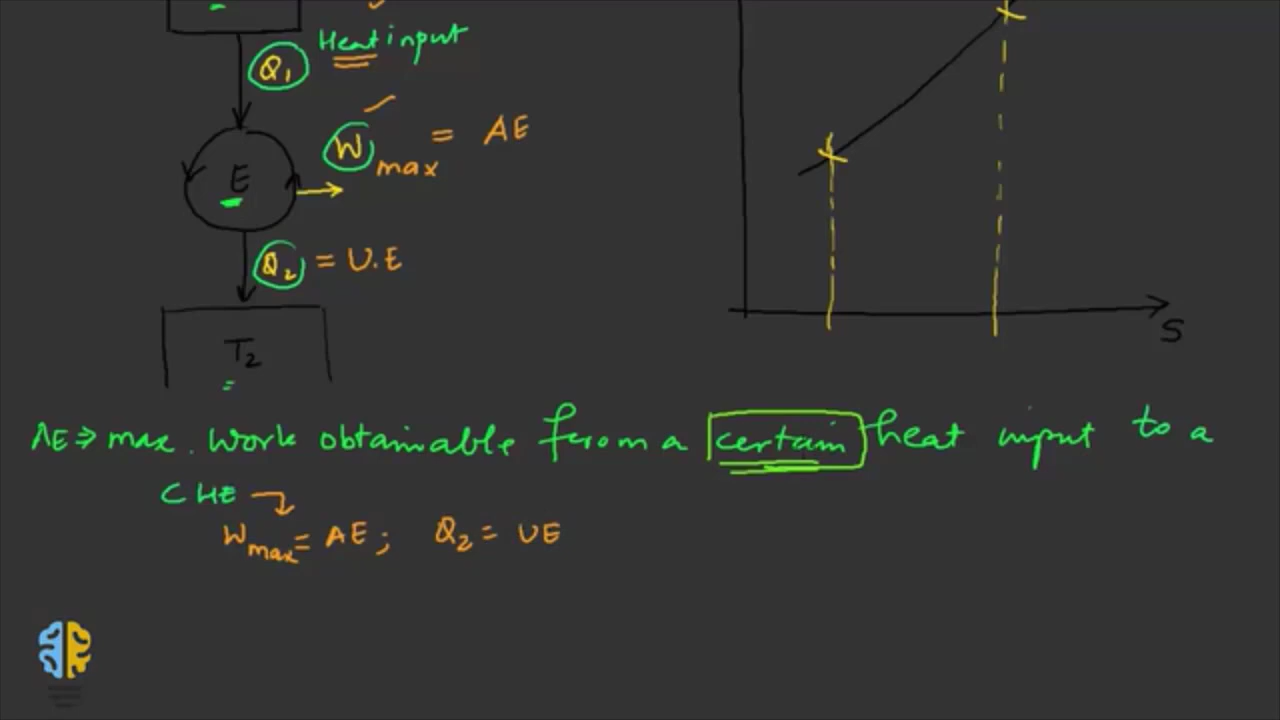 Heat input
Q₁
W max = AE
E
Q₂ = U.E
T₂
S
AE ⇒ max. work obtainable from a certain heat input to a
CHE
W max = AE; Q₂ = UE